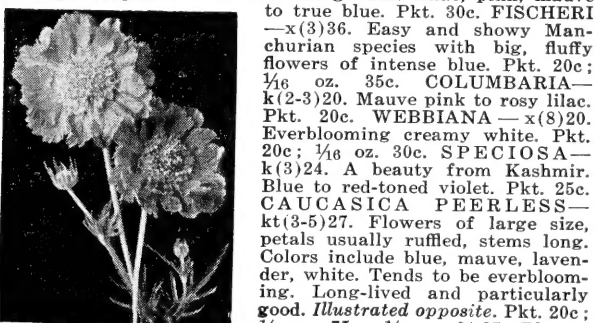 to true blue. Pkt. 30c. FISCHERI
—x(3)36. Easy and showy Man-
churian species with big, fluffy
flowers of intense blue. Pkt. 20c;
1/16 oz. 35c. COLUMBARIA—
k(2-3)20. Mauve pink to rosy lilac.
Pkt. 20c. WEBBIANA—x(8)20.
Everblooming creamy white. Pkt.
20c; 1/16 oz. 30c. SPECIOSA—
k(3)24. A beauty from Kashmir.
Blue to red-toned violet. Pkt. 25c.
CAUCASICA PEERLESS—
kt(3-5)27. Flowers of large size,
petals usually ruffled, stems long.
Colors include blue, mauve, laven-
der, white. Tends to be everbloom-
ing. Long-lived and particularly
good. Illustrated opposite. Pkt. 20c;